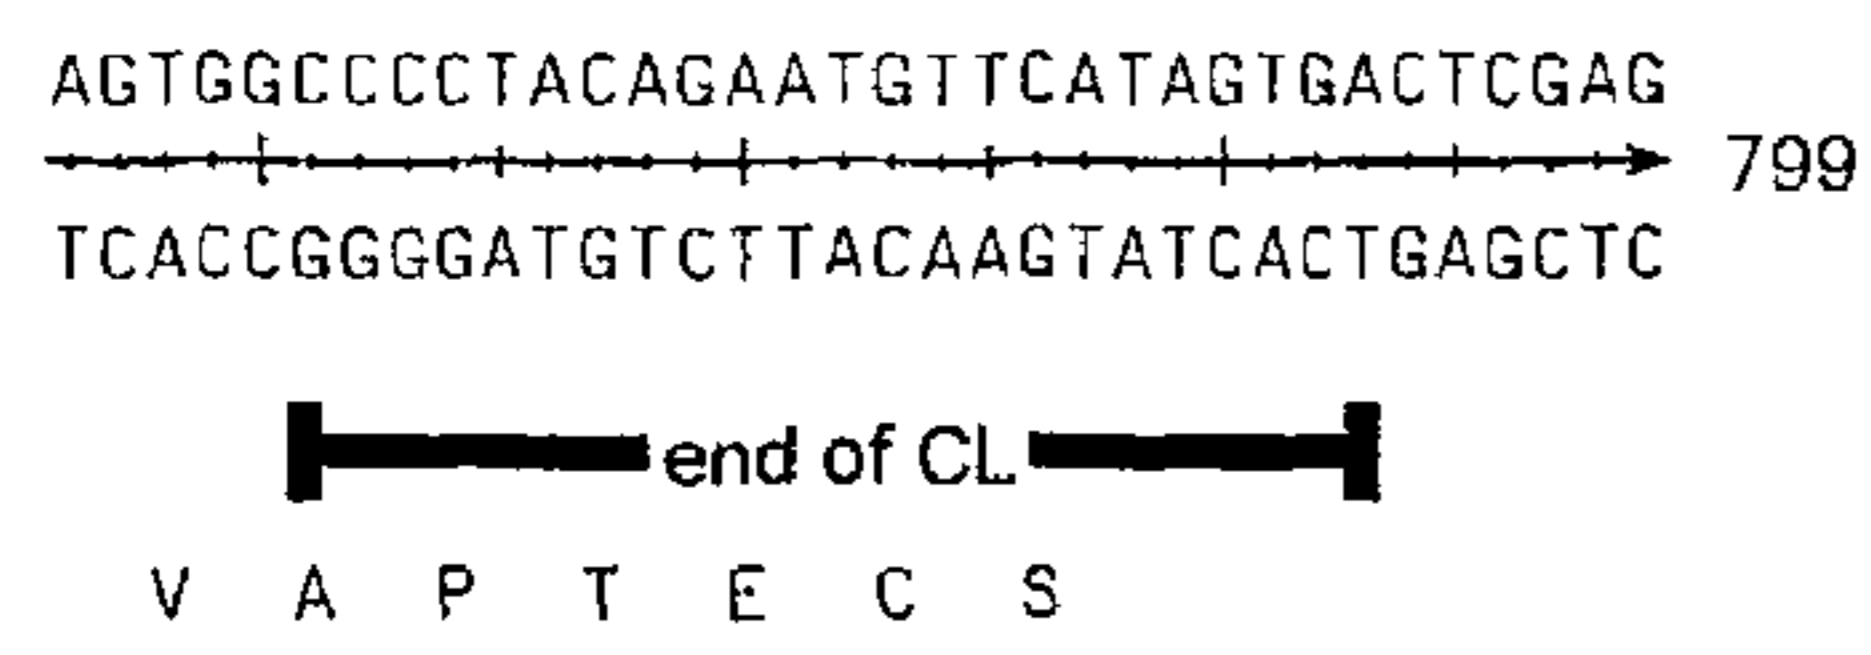 AGTGGCCCCTACAGAATGTTCATAGTGACTCGAG
799
TCACCGGGGATGTCTTACAAGTATCACTGAGCTC
end of CL
V A P T E C S